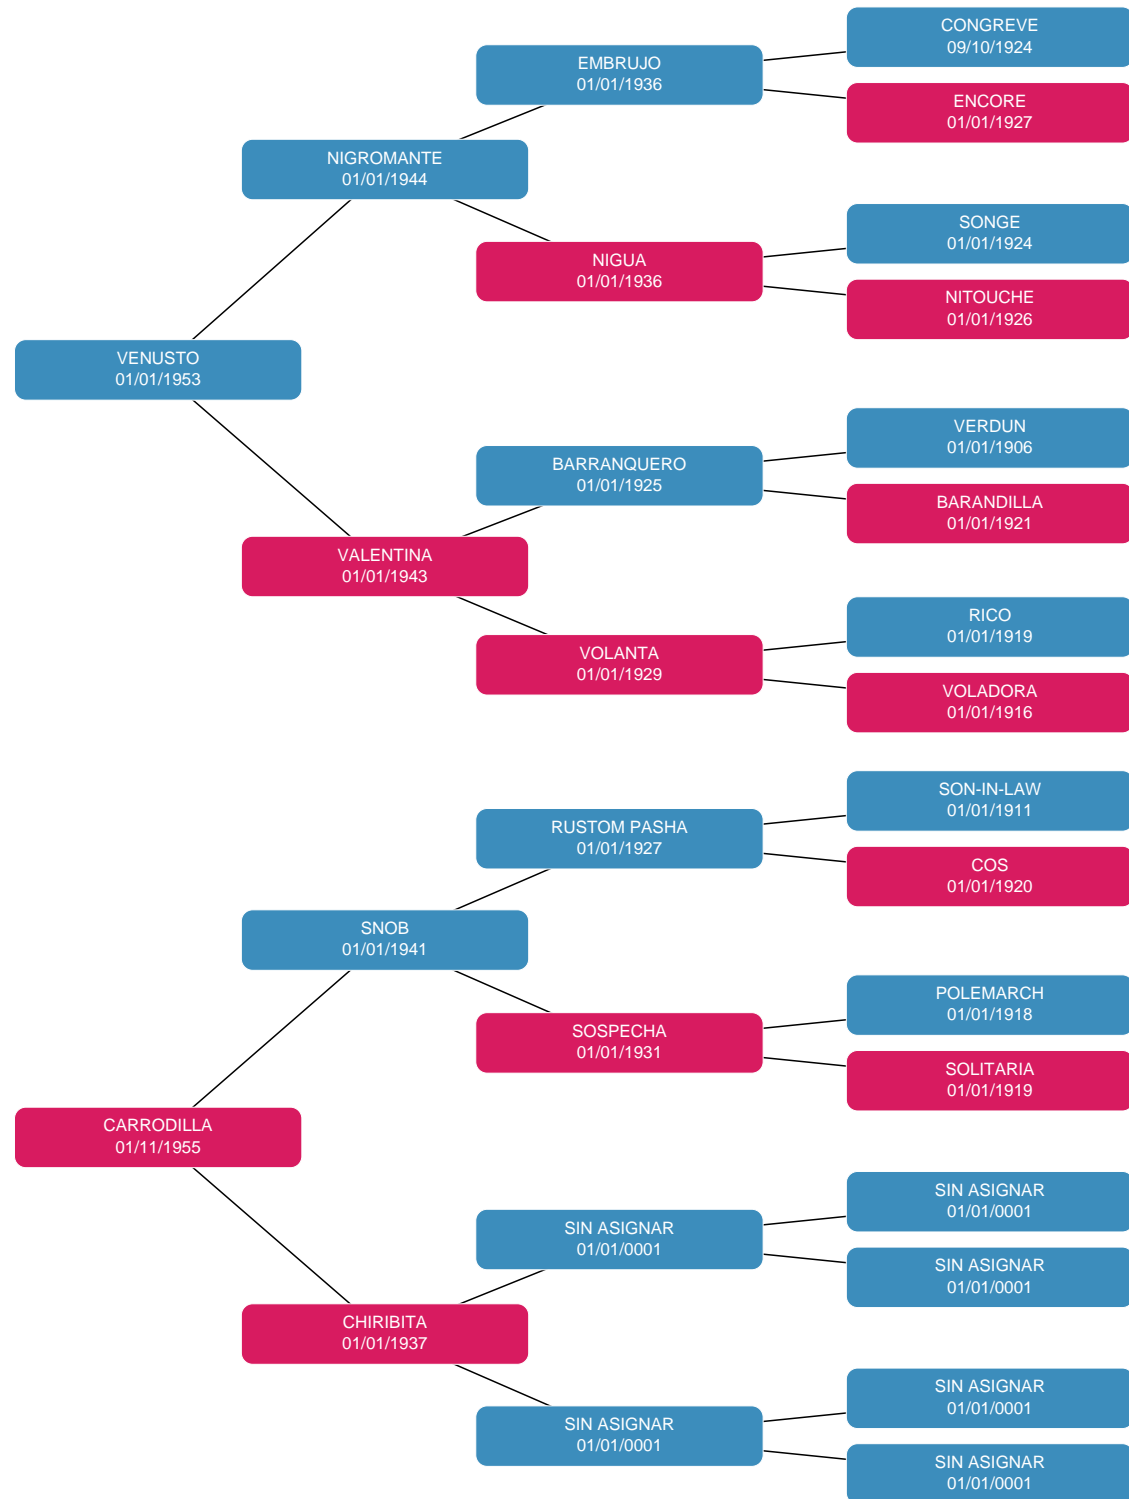 CONGREVE
09/10/1924
EMBRUJO
01/01/1936
ENCORE
01/01/1927
NIGROMANTE
01/01/1944
SONGE
01/01/1924
NIGUA
01/01/1936
NITOUCHE
01/01/1926
VENUSTO
01/01/1953
VERDUN
01/01/1906
BARRANQUERO
01/01/1925
BARANDILLA
01/01/1921
VALENTINA
01/01/1943
RICO
01/01/1919
VOLANTA
01/01/1929
VOLADORA
01/01/1916
SON-IN-LAW
01/01/1911
RUSTOM PASHA
01/01/1927
COS
01/01/1920
SNOB
01/01/1941
POLEMARCH
01/01/1918
SOSPECHA
01/01/1931
SOLITARIA
01/01/1919
CARRODILLA
01/11/1955
SIN ASIGNAR
01/01/0001
SIN ASIGNAR
01/01/0001
SIN ASIGNAR
01/01/0001
CHIRIBITA
01/01/1937
SIN ASIGNAR
01/01/0001
SIN ASIGNAR
01/01/0001
SIN ASIGNAR
01/01/0001